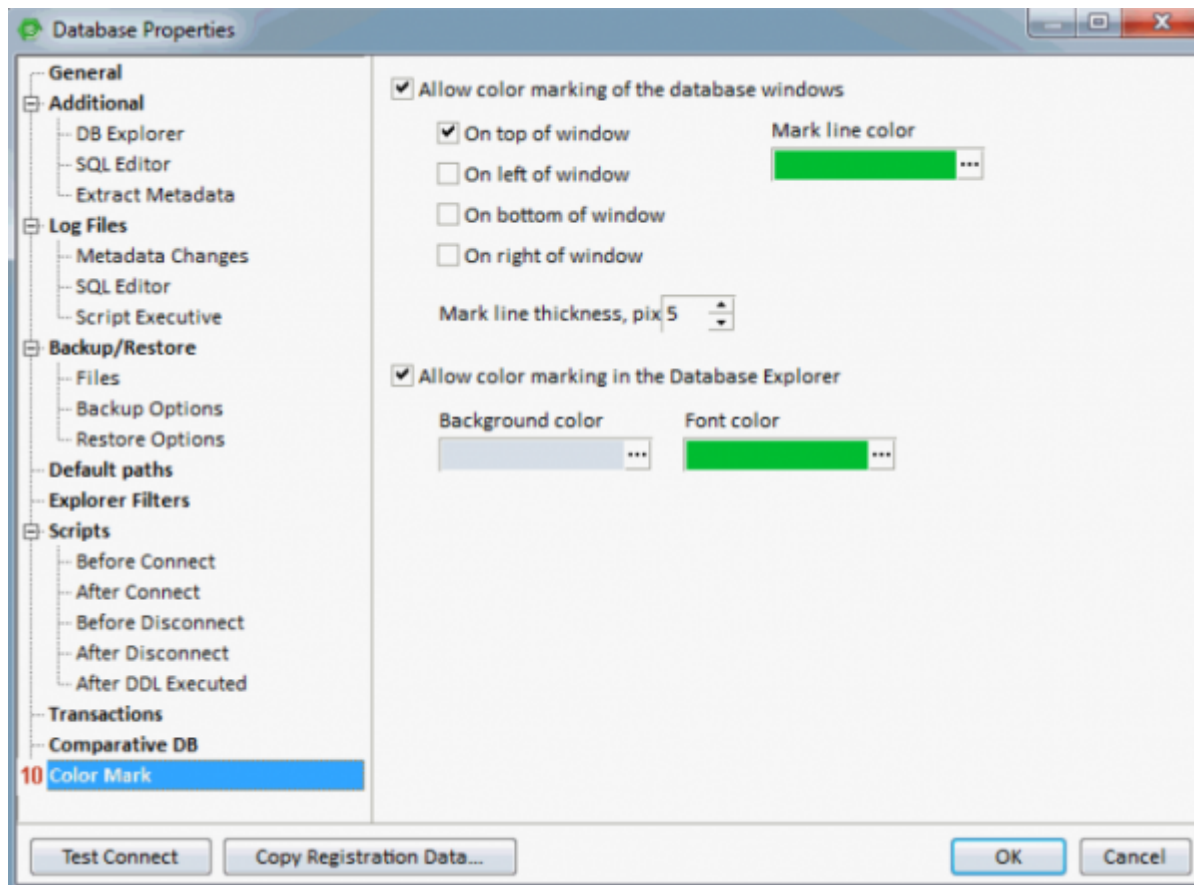 Database Properties
General
Additional
DB Explorer
SQL Editor
Extract Metadata
Log Files
Metadata Changes
SQL Editor
Script Executive
Backup/Restore
Files
Backup Options
Restore Options
Default paths
Explorer Filters
Scripts
Before Connect
After Connect
Before Disconnect
After Disconnect
After DDL Executed
Transactions
Comparative DB
10 Color Mark
Allow color marking of the database windows
On top of window
Mark line color
...
On left of window
On bottom of window
On right of window
Mark line thickness, pix 5
Allow color marking in the Database Explorer
Background color Font color
... ...
Test Connect Copy Registration Data... OK Cancel